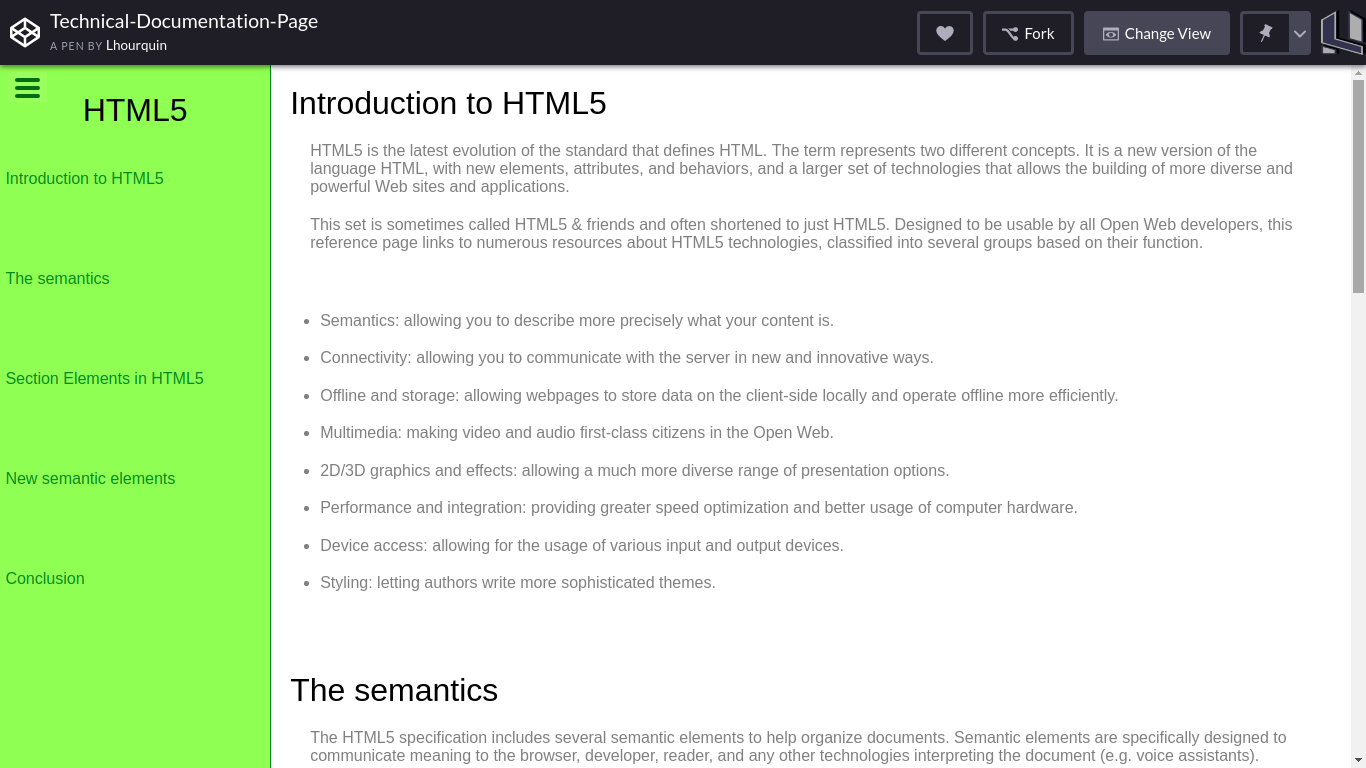 Technical-Documentation-Page
A PEN BY Lhourquin
Fork
Change View
HTML5
Introduction to HTML5
The semantics
Section Elements in HTML5
New semantic elements
Conclusion
Introduction to HTML5
HTML5 is the latest evolution of the standard that defines HTML. The term represents two different concepts. It is a new version of the
language HTML, with new elements, attributes, and behaviors, and a larger set of technologies that allows the building of more diverse and
powerful Web sites and applications.
This set is sometimes called HTML5 & friends and often shortened to just HTML5. Designed to be usable by all Open Web developers, this
reference page links to numerous resources about HTML5 technologies, classified into several groups based on their function.
• Semantics: allowing you to describe more precisely what your content is.
• Connectivity: allowing you to communicate with the server in new and innovative ways.
• Offline and storage: allowing webpages to store data on the client-side locally and operate offline more efficiently.
• Multimedia: making video and audio first-class citizens in the Open Web.
• 2D/3D graphics and effects: allowing a much more diverse range of presentation options.
• Performance and integration: providing greater speed optimization and better usage of computer hardware.
• Device access: allowing for the usage of various input and output devices.
• Styling: letting authors write more sophisticated themes.
The semantics
The HTML5 specification includes several semantic elements to help organize documents. Semantic elements are specifically designed to
communicate meaning to the browser, developer, reader, and any other technologies interpreting the document (e.g. voice assistants).